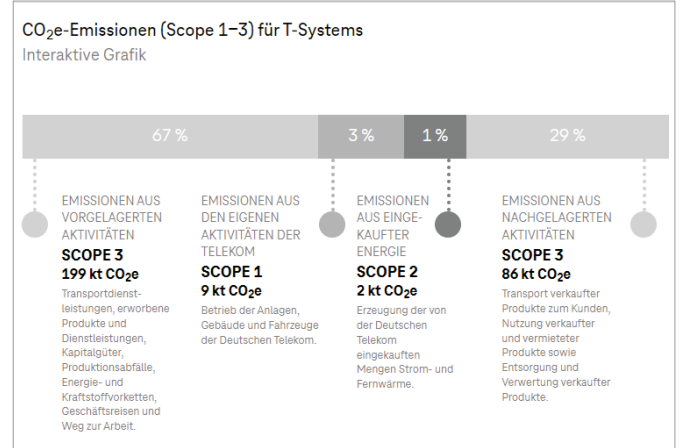 CO2e-Emissionen (Scope 1–3) für T-Systems
Interaktive Grafik
67 %
3 %
1 %
29 %
EMISSIONEN AUS
VORGELAGERTEN
AKTIVITÄTEN
SCOPE 3
199 kt CO2e
Transportdienst-
leistungen, erworbene
Produkte und
Dienstleistungen,
Kapitalgüter,
Produktionsabfälle,
Energie- und
Kraftstoffvorketten,
Geschäftsreisen und
Weg zur Arbeit.
EMISSIONEN AUS
DEN EIGENEN
AKTIVITÄTEN DER
TELEKOM
SCOPE 1
9 kt CO2e
Betrieb der Anlagen,
Gebäude und Fahrzeuge
der Deutschen Telekom.
EMISSIONEN
AUS EINGE-
KAUFTER
ENERGIE
SCOPE 2
2 kt CO2e
Erzeugung der von
der Deutschen
Telekom
eingekauften
Mengen Strom- und
Fernwärme.
EMISSIONEN AUS
NACHGELAGERTEN
AKTIVITÄTEN
SCOPE 3
86 kt CO2e
Transport verkaufter
Produkte zum Kunden,
Nutzung verkaufter
und vermieteter
Produkte sowie
Entsorgung und
Verwertung verkaufter
Produkte.